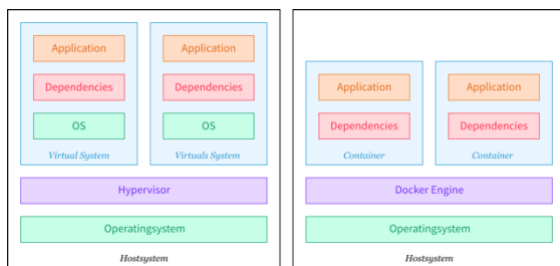 Application
Dependencies
OS
Virtual System
Application
Dependencies
OS
Virtuals System
Hypervisor
Operatingsystem
Hostsystem
Application
Dependencies
Container
Application
Dependencies
Container
Docker Engine
Operatingsystem
Hostsystem